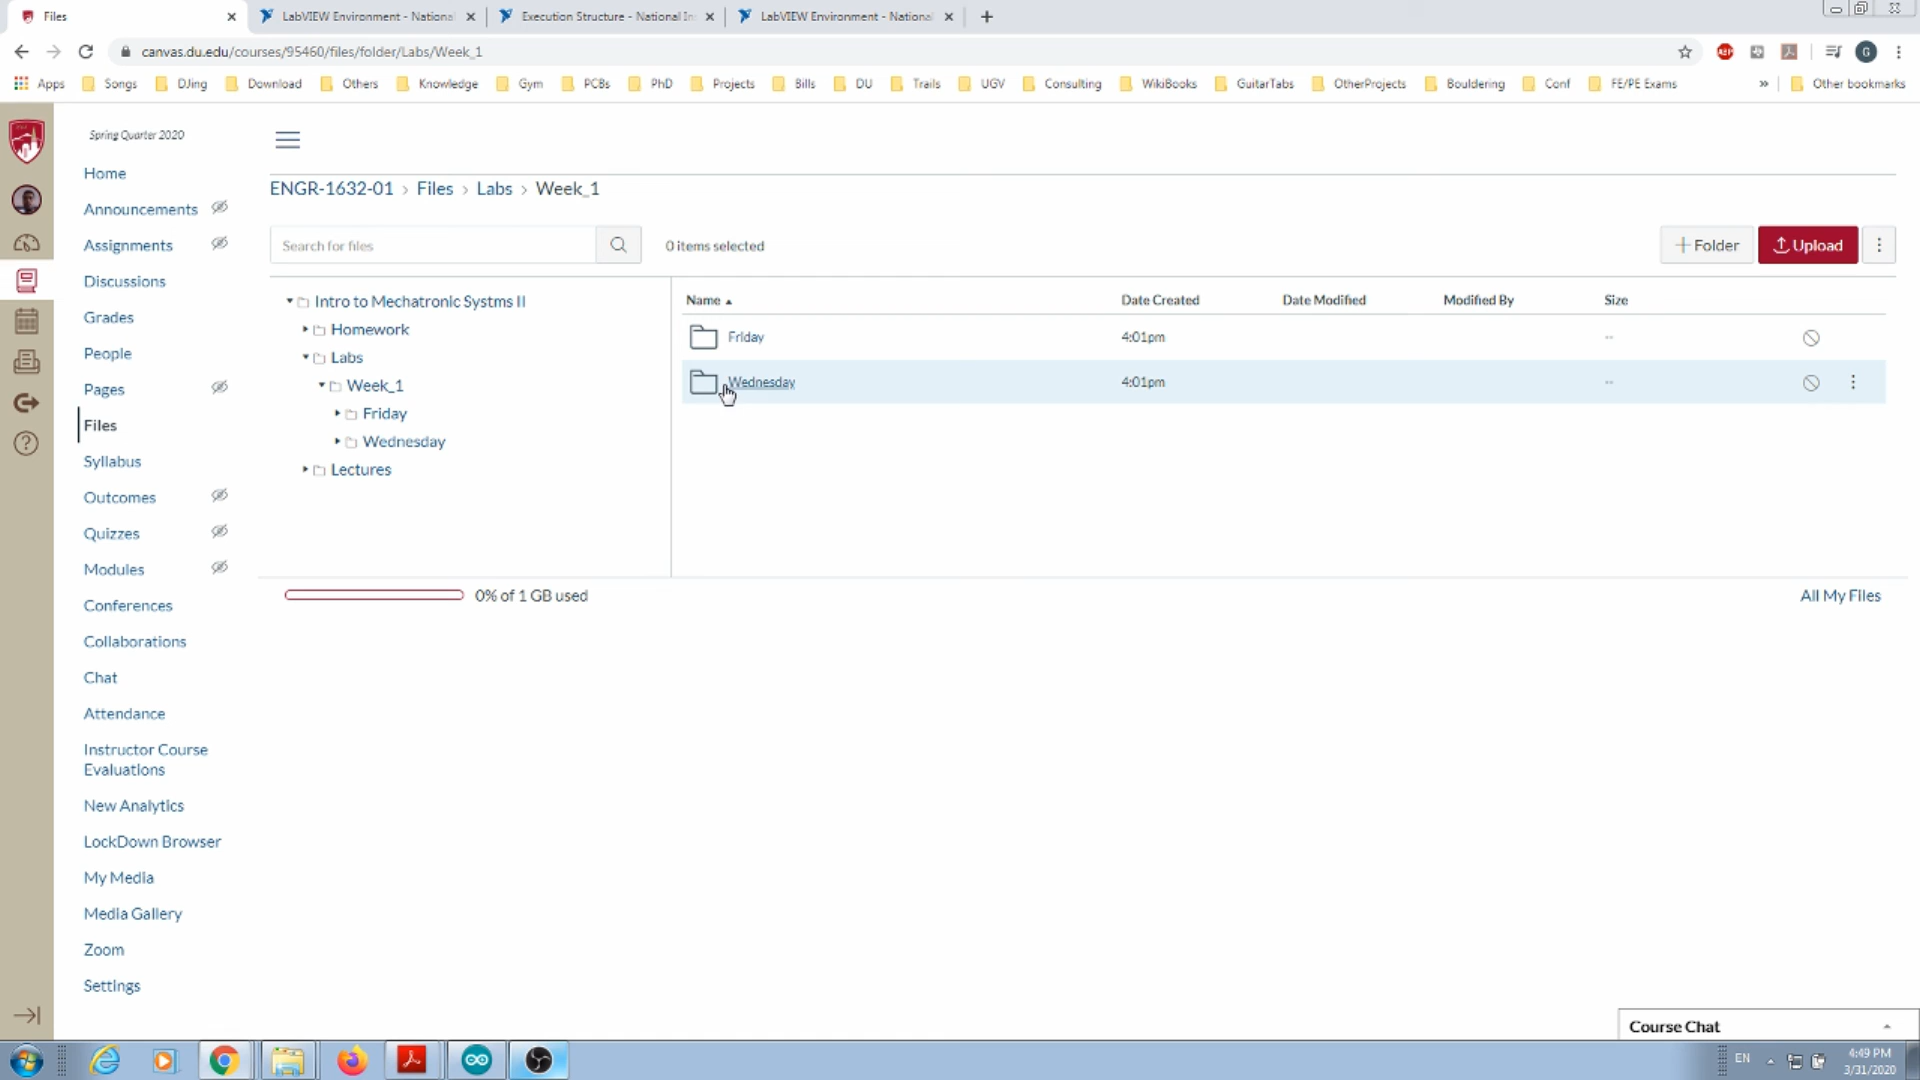 Files
LabVIEW Environment - National
Execution Structure - National In
LabVIEW Environment - National
canvas.du.edu/courses/95460/files/folder/Labs/Week_1
ABP
G
Apps
Songs
DJing
Download
Others
Knowledge
Gym
PCBs
PhD
Projects
Bills
DU
Trails
UGV
Consulting
WikiBooks
GuitarTabs
OtherProjects
Bouldering
Conf
FE/PE Exams
»
Other bookmarks
Spring Quarter 2020
Home
Announcements
Assignments
Discussions
Grades
People
Pages
Files
Syllabus
Outcomes
Quizzes
Modules
Conferences
Collaborations
Chat
Attendance
Instructor Course
Evaluations
New Analytics
LockDown Browser
My Media
Media Gallery
Zoom
Settings
ENGR-1632-01 > Files > Labs > Week_1
Search for files
0 items selected
+ Folder
Upload
Intro to Mechatronic Systms II
Homework
Labs
Week_1
Friday
Wednesday
Lectures
Name Date Created Date Modified Modified By Size
Friday 4:01pm --
Wednesday 4:01pm --
0% of 1 GB used
All My Files
Course Chat
EN
4:49 PM
3/31/2020